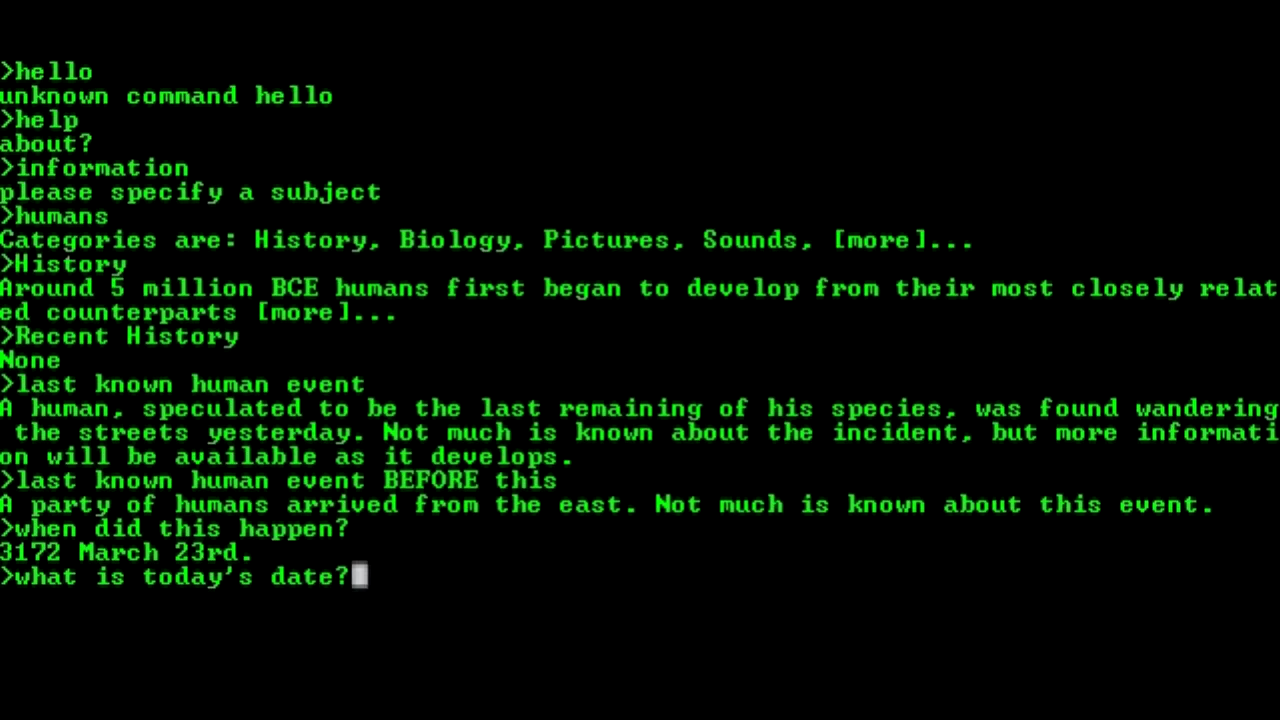 >hello
unknown command hello
>help
about?
>information
please specify a subject
>humans
Categories are: History, Biology, Pictures, Sounds, [more]...
>History
Around 5 million BCE humans first began to develop from their most closely relat
ed counterparts [more]...
>Recent History
None
>last known human event
A human, speculated to be the last remaining of his species, was found wandering
 the streets yesterday. Not much is known about the incident, but more informati
on will be available as it develops.
>last known human event BEFORE this
A party of humans arrived from the east. Not much is known about this event.
>when did this happen?
3172 March 23rd.
>what is today's date?